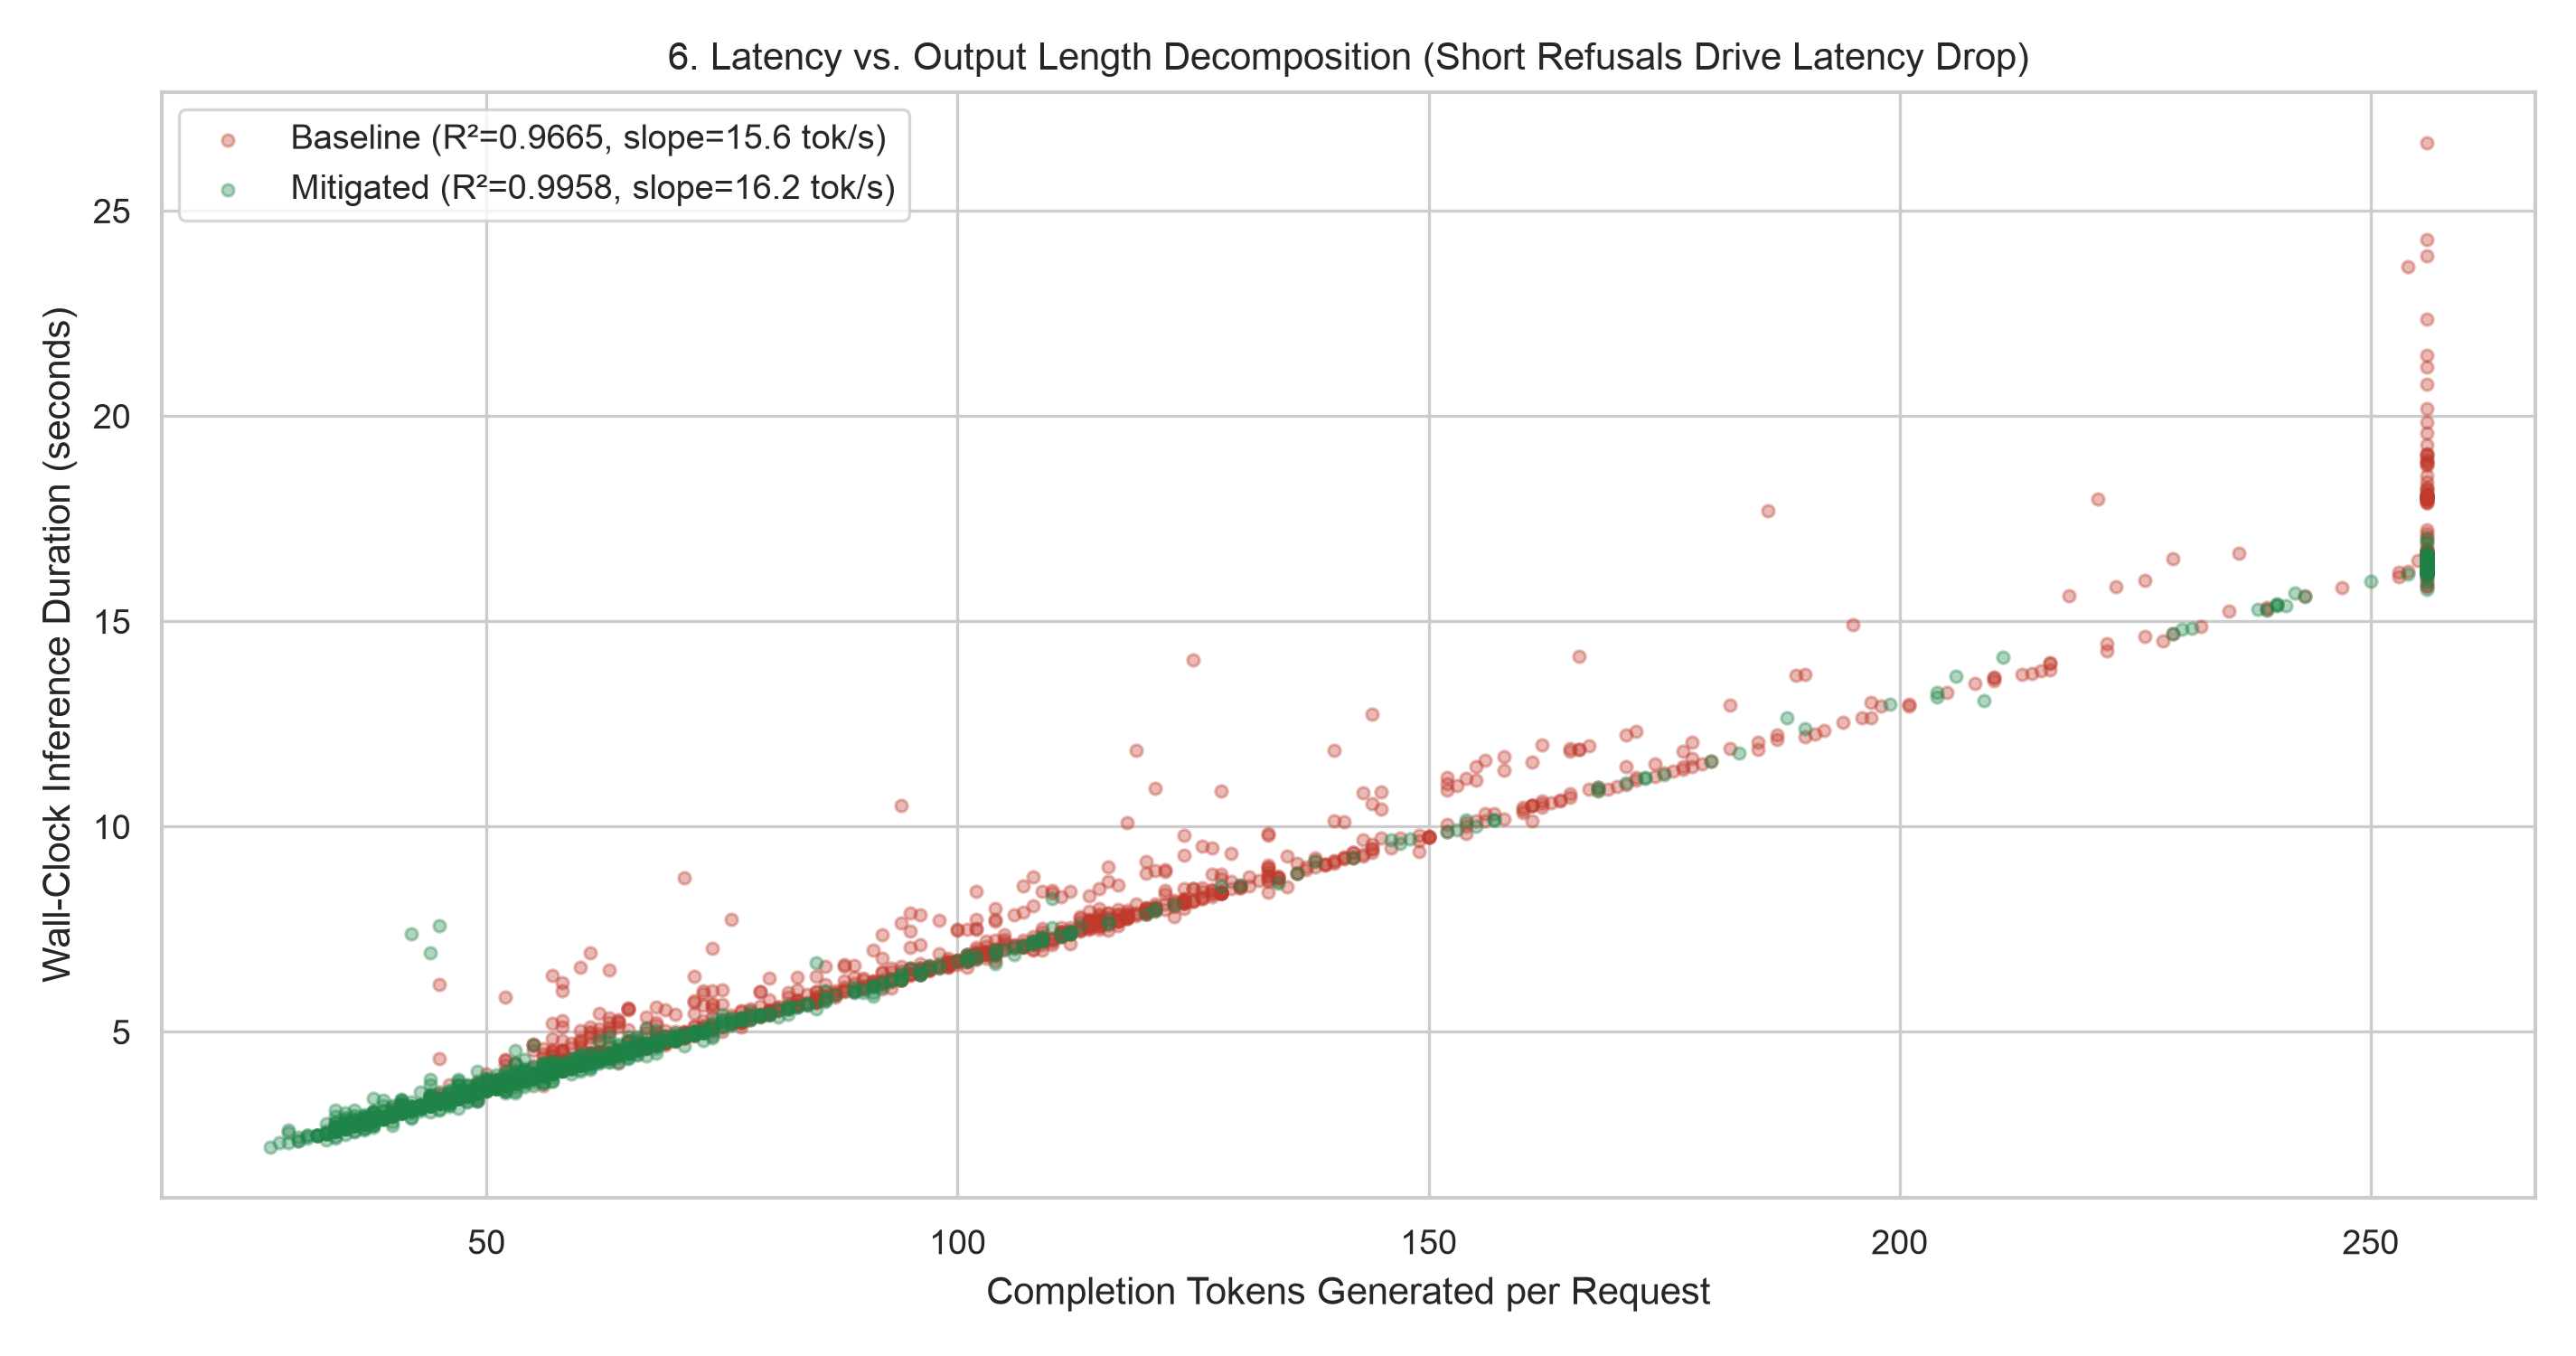 6. Latency vs. Output Length Decomposition (Short Refusals Drive Latency Drop)
Baseline (R²=0.9665, slope=15.6 tok/s)
Mitigated (R²=0.9958, slope=16.2 tok/s)
Wall-Clock Inference Duration (seconds)
25
20
15
10
5
50
100
150
200
250
Completion Tokens Generated per Request